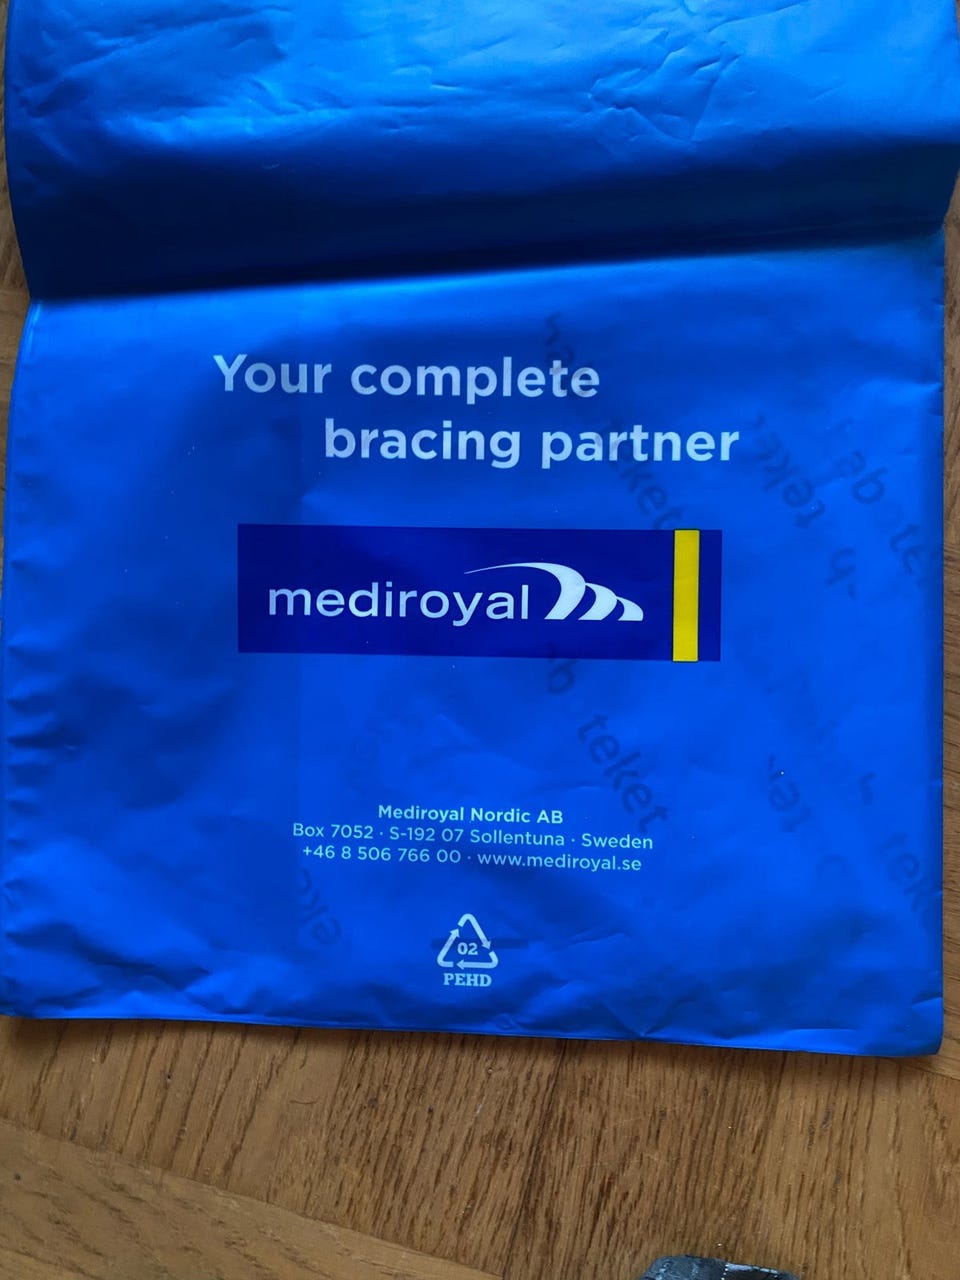 Your complete
bracing partner
mediroyal
Mediroyal Nordic AB
Box 7052 · S-192 07 Sollentuna · Sweden
+46 8 506 766 00 · www.mediroyal.se
02
PEHD
teket